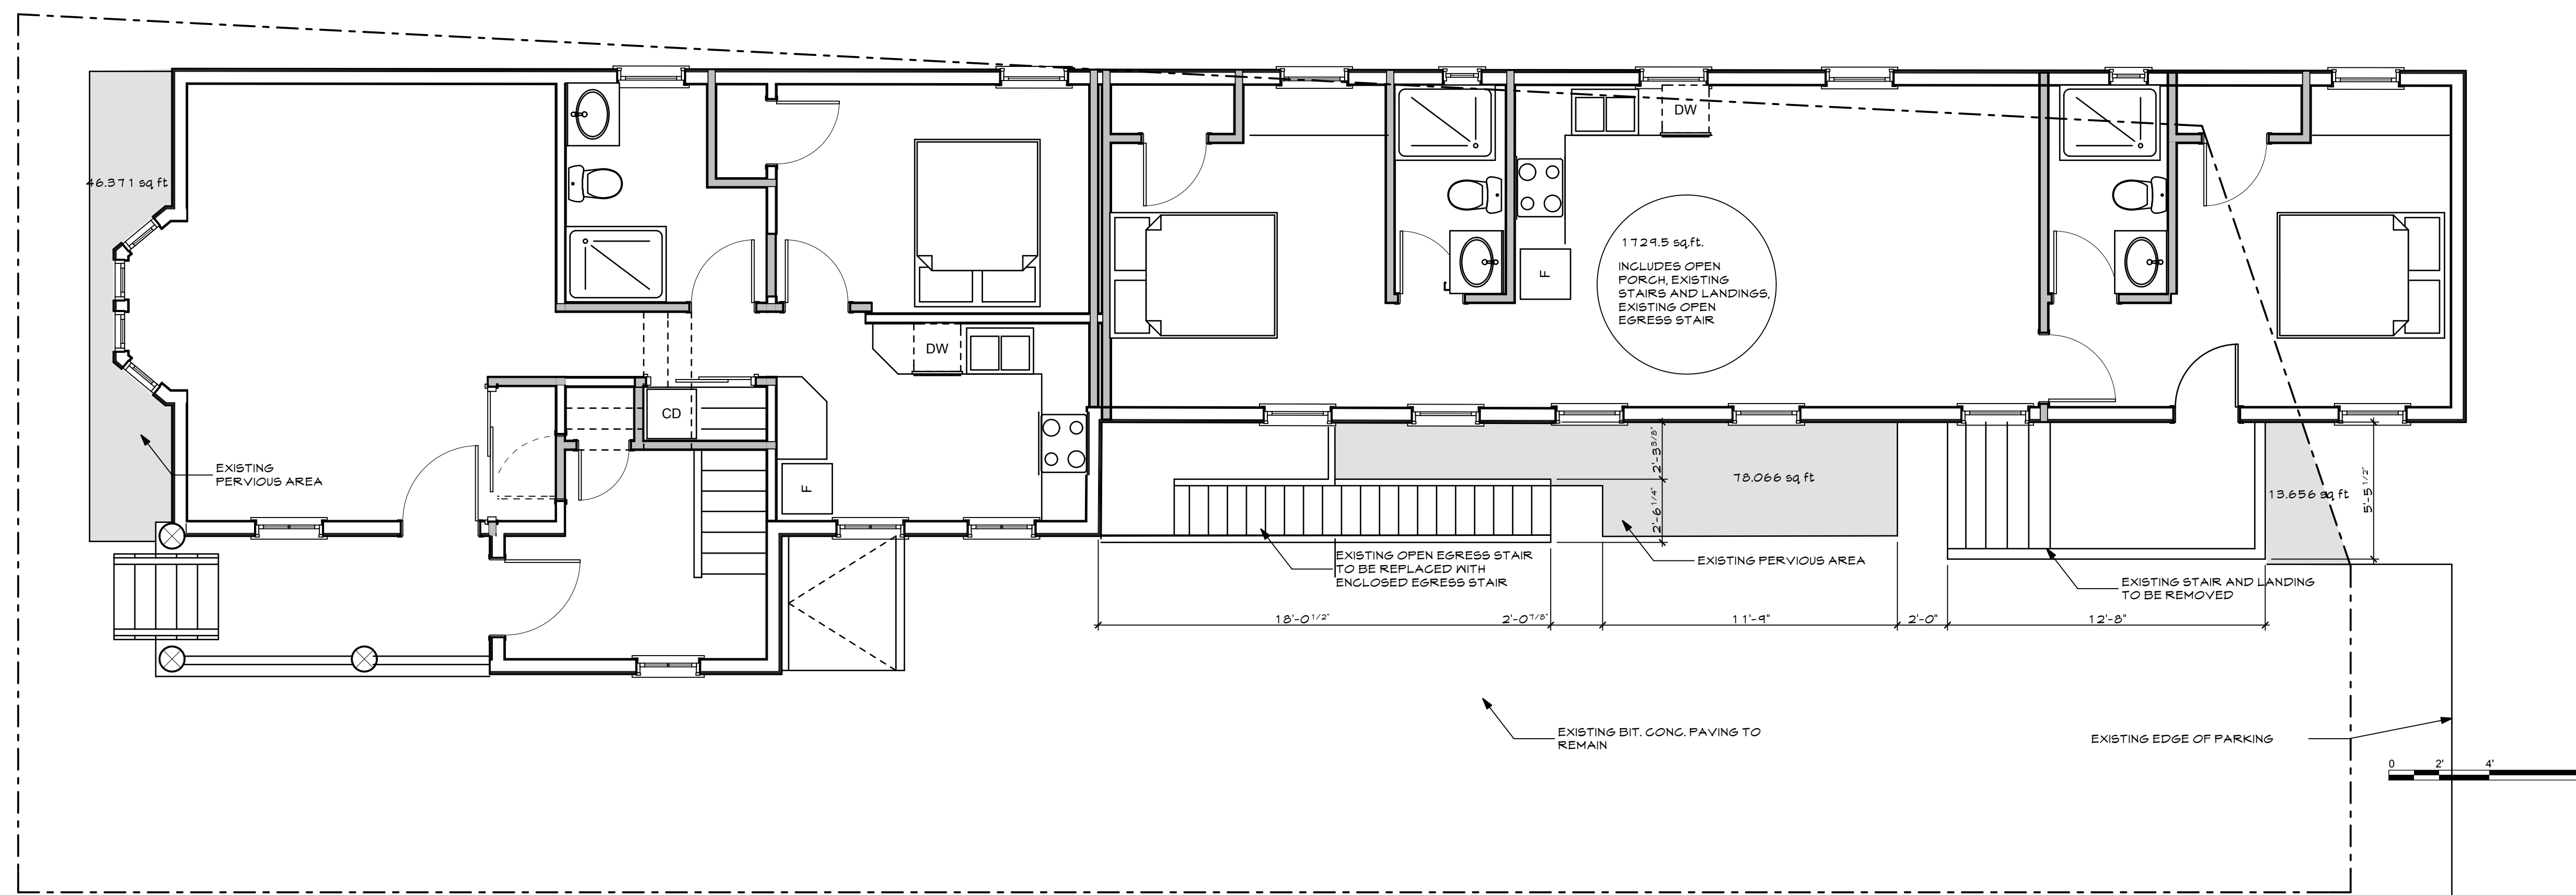 DW
46.371 sq ft
1729.5 sq.ft.
INCLUDES OPEN
PORCH, EXISTING
STAIRS AND LANDINGS,
EXISTING OPEN
EGRESS STAIR
F
DW
CD
F
EXISTING
PERVIOUS AREA
2'-3 3/8"
2'-6 1/4"
78.066 sq ft
13.656 sq ft
5'-5 1/2"
EXISTING OPEN EGRESS STAIR
TO BE REPLACED WITH
ENCLOSED EGRESS STAIR
EXISTING PERVIOUS AREA
EXISTING STAIR AND LANDING
TO BE REMOVED
18'-0 1/2"
2'-0 7/8"
11'-9"
2'-0"
12'-8"
EXISTING BIT. CONC. PAVING TO
REMAIN
EXISTING EDGE OF PARKING
0 2' 4'